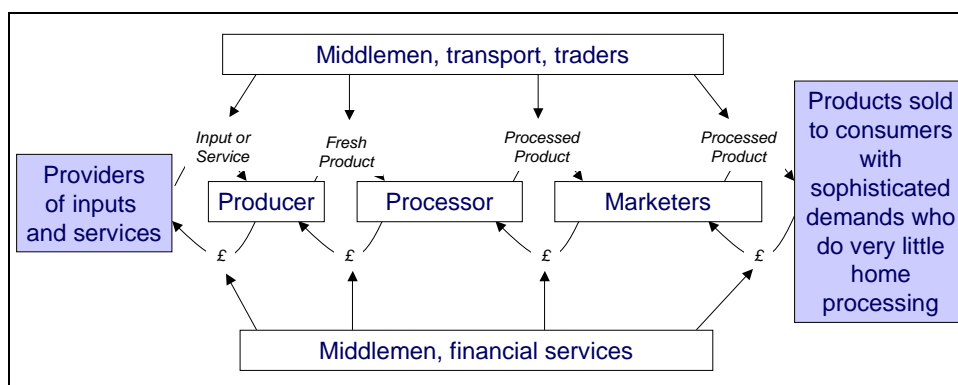 Middlemen, transport, traders
Input or
Service
Fresh
Product
Processed
Product
Processed
Product
Providers
of inputs
and services
Producer
Processor
Marketers
Products sold
to consumers
with
sophisticated
demands who
do very little
home
processing
£
£
£
£
Middlemen, financial services